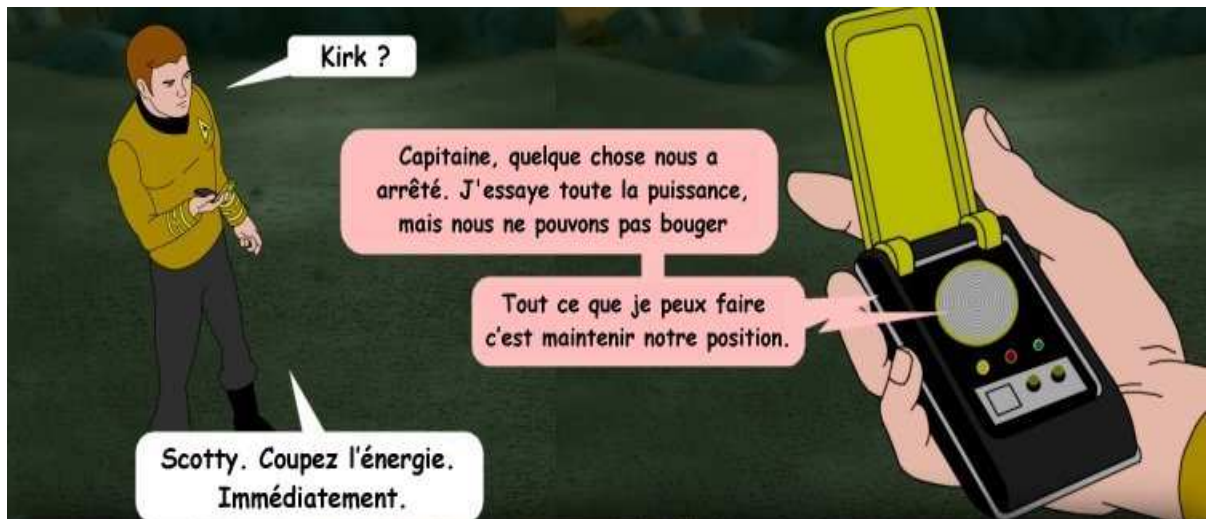 Kirk ?
Capitaine, quelque chose nous a
arrêté. J'essaye toute la puissance,
mais nous ne pouvons pas bouger
Tout ce que je peux faire
c'est maintenir notre position.
Scotty. Coupez l'énergie.
Immédiatement.